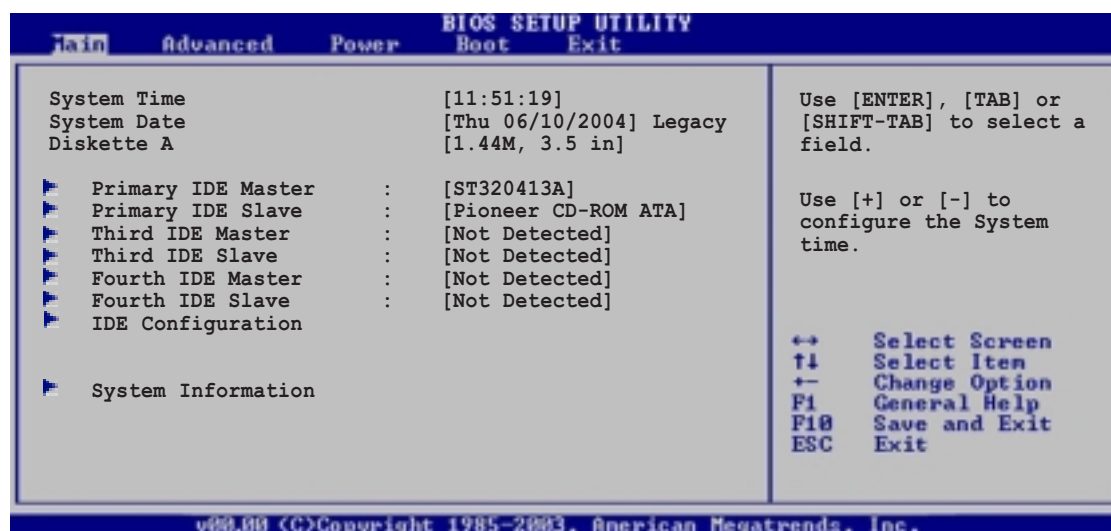 BIOS SETUP UTILITY
Main Advanced Power Boot Exit
System Time [11:51:19]
System Date [Thu 06/10/2004] Legacy
Diskette A [1.44M, 3.5 in]
Primary IDE Master : [ST320413A]
Primary IDE Slave : [Pioneer CD-ROM ATA]
Third IDE Master : [Not Detected]
Third IDE Slave : [Not Detected]
Fourth IDE Master : [Not Detected]
Fourth IDE Slave : [Not Detected]
IDE Configuration
System Information
Use [ENTER], [TAB] or
[SHIFT-TAB] to select a
field.
Use [+] or [-] to
configure the System
time.
↔ Select Screen
↑↓ Select Item
+- Change Option
F1 General Help
F10 Save and Exit
ESC Exit
v00.00 (C)Copyright 1985-2003, American Megatrends, Inc.